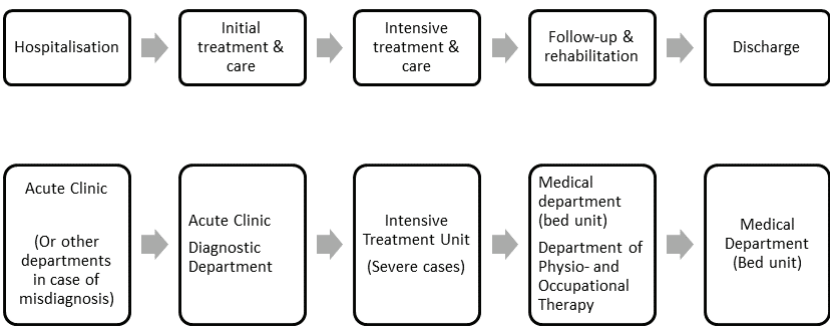 Hospitalisation
Initial
treatment &
care
Intensive
treatment &
care
Follow-up &
rehabilitation
Discharge
Acute Clinic
(Or other
departments
in case of
misdiagnosis)
Acute Clinic
Diagnostic
Department
Intensive
Treatment Unit
(Severe cases)
Medical
department
(bed unit)
Department of
Physio- and
Occupational
Therapy
Medical
Department
(Bed unit)